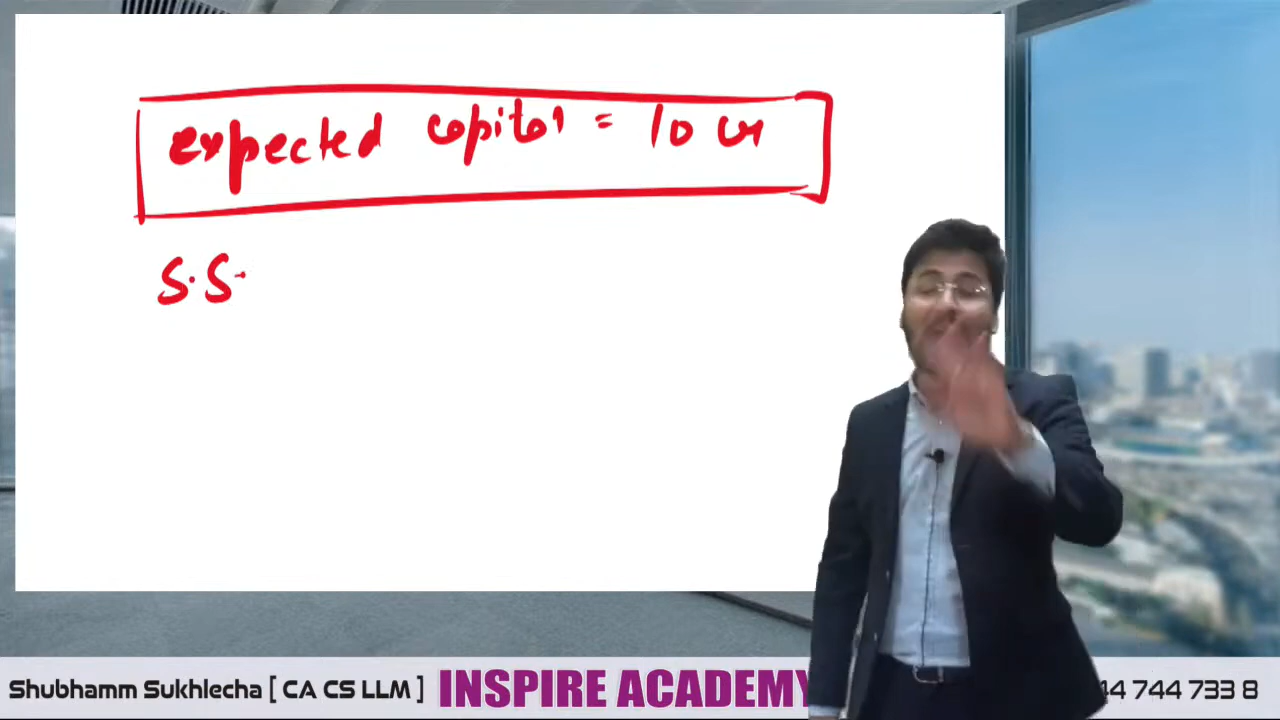 expected capital = 10 cr
S.S.
Shubhamm Sukhlecha [ CA CS LLM ] INSPIRE ACADEMY 44 744 733 8